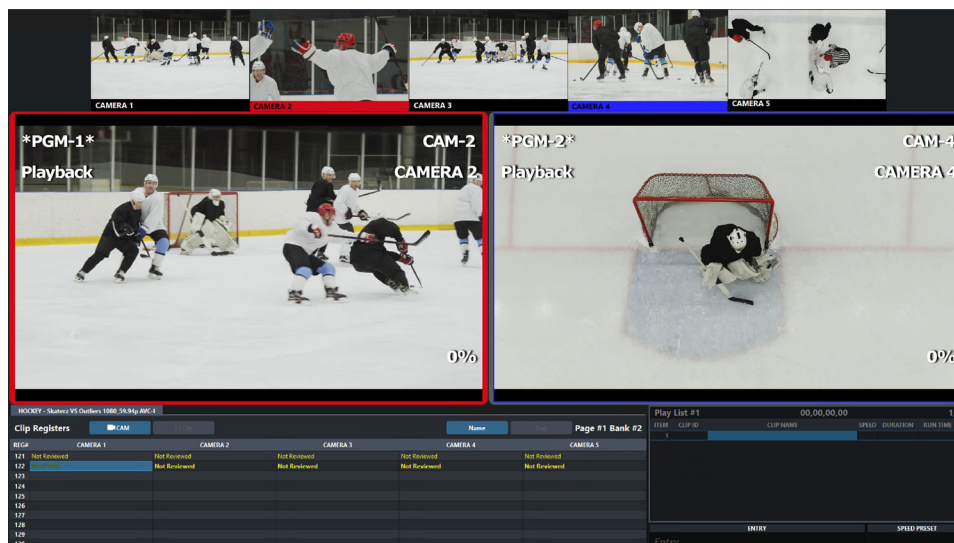 CAMERA 1
CAMERA 2
CAMERA 3
CAMERA 4
CAMERA 5
*PGM-1* CAM-2
Playback CAMERA 2
0%
*PGM-2* CAM-4
Playback CAMERA 4
0%
HOCKEY - Skaterz VS Outliers 1080_59.94p AVC-I
Clip Registers CAM Name Page #1 Bank #2
REG# CAMERA 1 CAMERA 2 CAMERA 3 CAMERA 4 CAMERA 5
121 Not Reviewed Not Reviewed Not Reviewed Not Reviewed Not Reviewed
122 Not Reviewed Not Reviewed Not Reviewed Not Reviewed
123
124
125
126
127
128
129
Play List #1 00,00,00,00
ITEM CLIP ID CLIP NAME SPEED DURATION RUN TIME
1
ENTRY SPEED PRESET
Entry